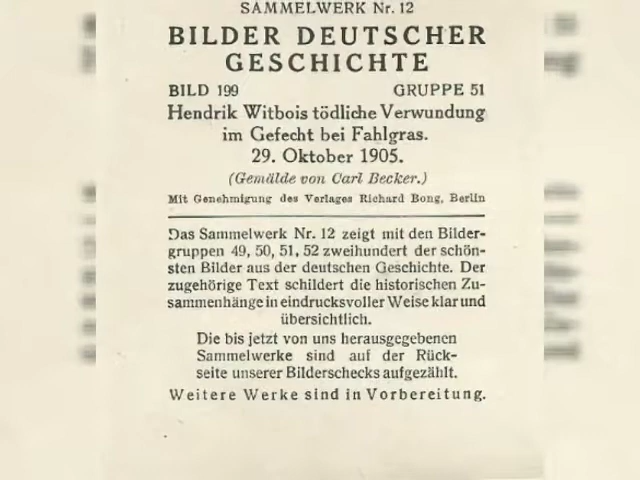 SAMMELWERK Nr. 12
BILDER DEUTSCHER
GESCHICHTE
BILD 199 GRUPPE 51
Hendrik Witbois tödliche Verwundung
im Gefecht bei Fahlgras.
29. Oktober 1905.
(Gemälde von Carl Becker.)
Mit Genehmigung des Verlages Richard Bong, Berlin
Das Sammelwerk Nr. 12 zeigt mit den Bilder-
gruppen 49, 50, 51, 52 zweihundert der schön-
sten Bilder aus der deutschen Geschichte. Der
zugehörige Text schildert die historischen Zu-
sammenhänge in eindrucksvoller Weise klar und
übersichtlich.
Die bis jetzt von uns herausgegebenen
Sammelwerke sind auf der Rück-
seite unserer Bilderschecks aufgezählt.
Weitere Werke sind in Vorbereitung.